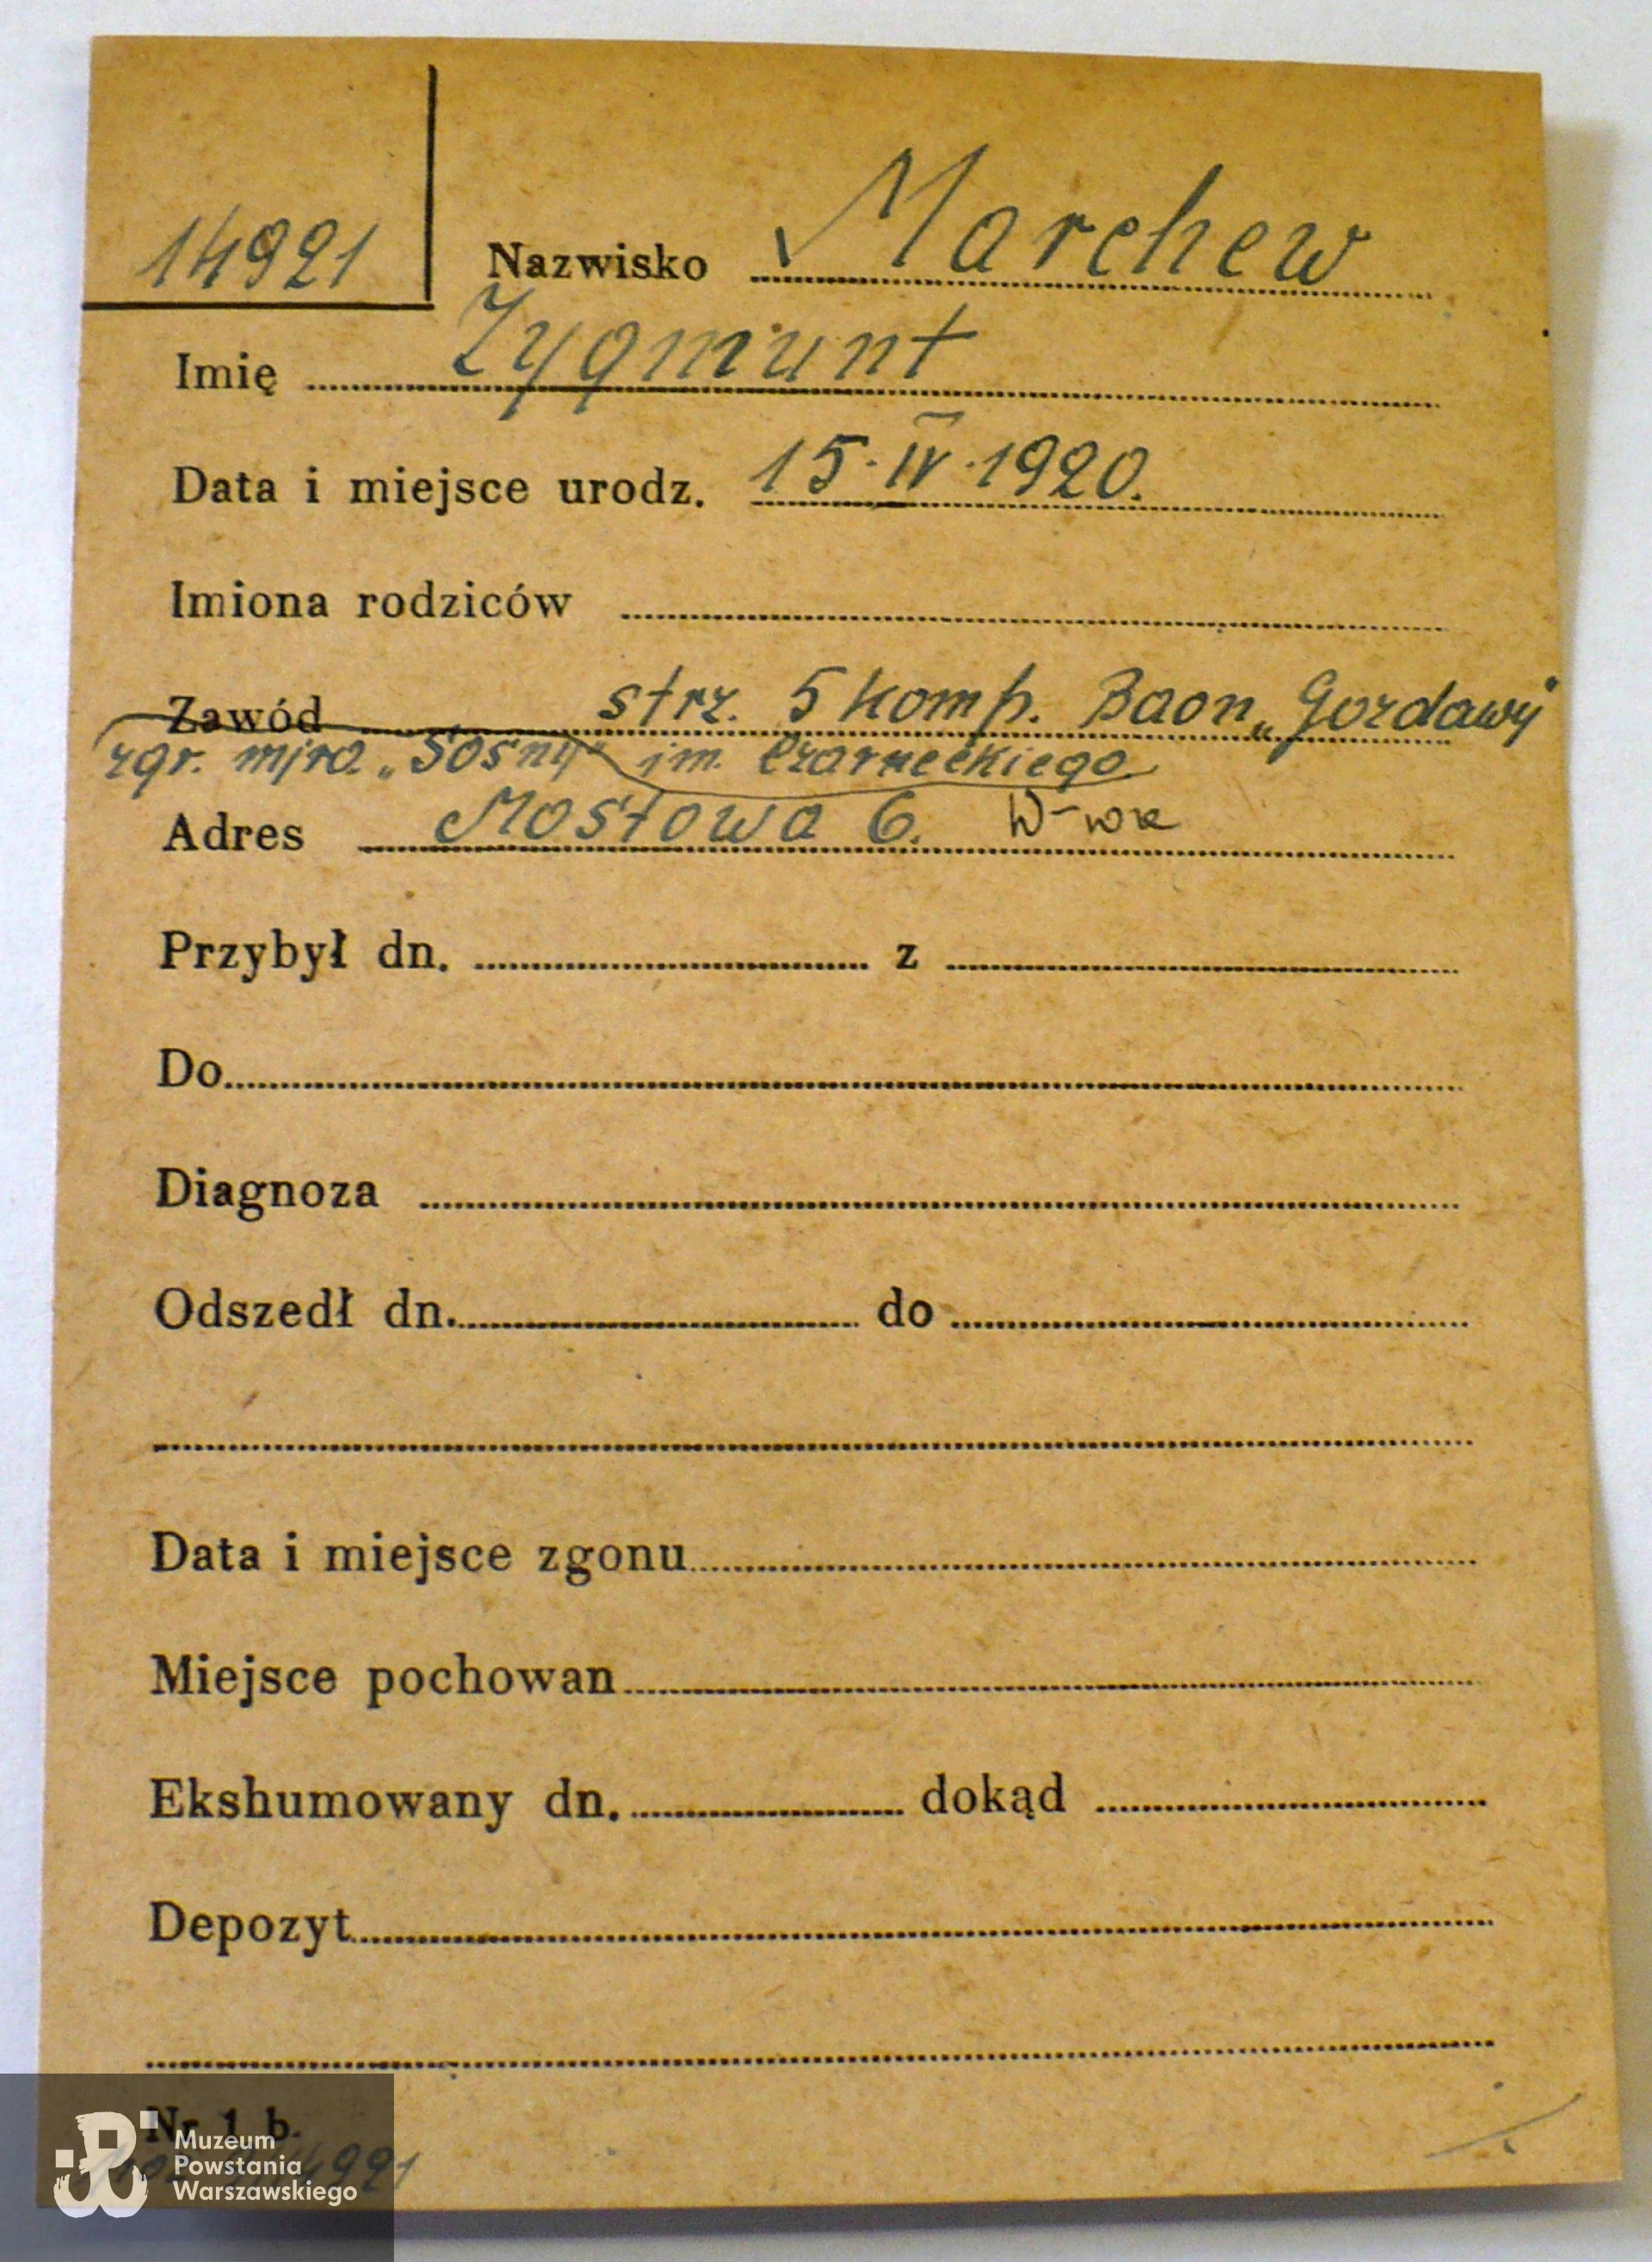 14921
Nazwisko Marchew
Imię Zygmunt
Data i miejsce urodz. 15.IV.1920.
Imiona rodziców
Zawód strz. 5 komp. Baon „Gozdawy"
zgr. mjra. „Sosny" im. Czarneckiego
Adres Mostowa 6. W-wa
Przybył dn. z
Do
Diagnoza
Odszedł dn. do
Data i miejsce zgonu
Miejsce pochowan
Ekshumowany dn. dokąd
Depozyt
Nr 1 b.
Muzeum
Powstania
Warszawskiego